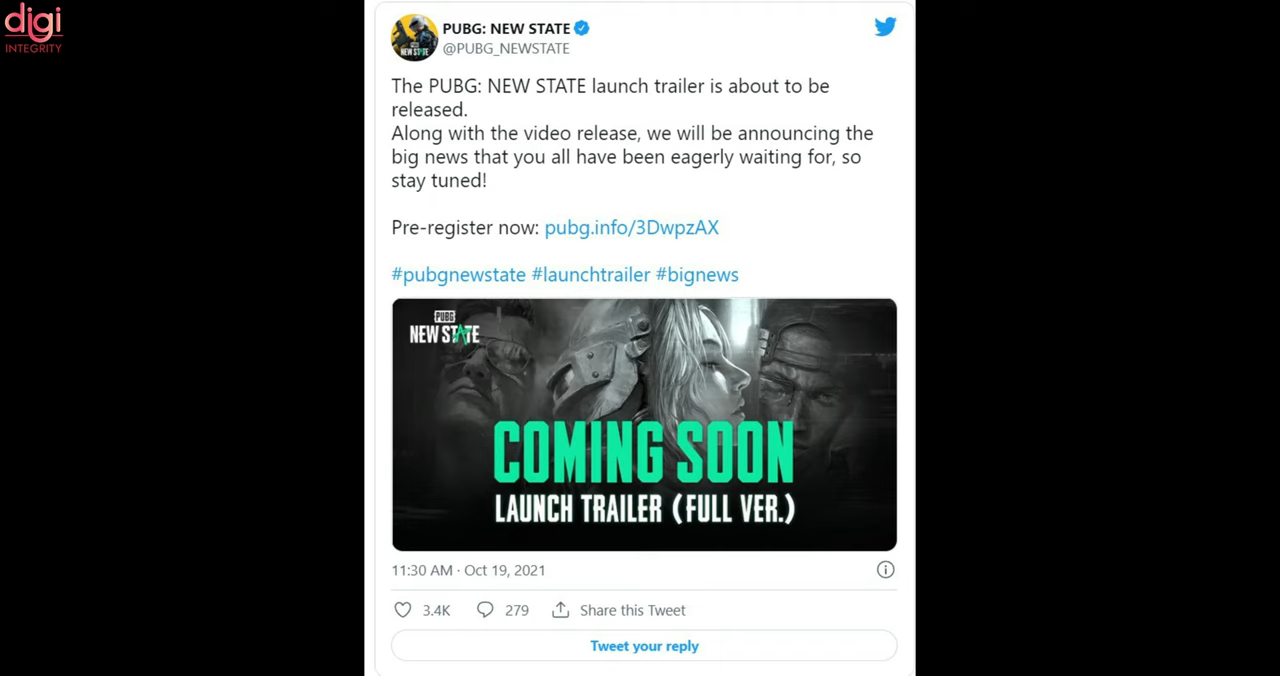 digi
INTEGRITY
PUBG: NEW STATE
@PUBG_NEWSTATE
The PUBG: NEW STATE launch trailer is about to be
released.
Along with the video release, we will be announcing the
big news that you all have been eagerly waiting for, so
stay tuned!
Pre-register now: pubg.info/3DwpzAX
#pubgnewstate #launchtrailer #bignews
PUBG
NEW STATE
COMING SOON
LAUNCH TRAILER (FULL VER.)
11:30 AM · Oct 19, 2021
3.4K
279
Share this Tweet
Tweet your reply